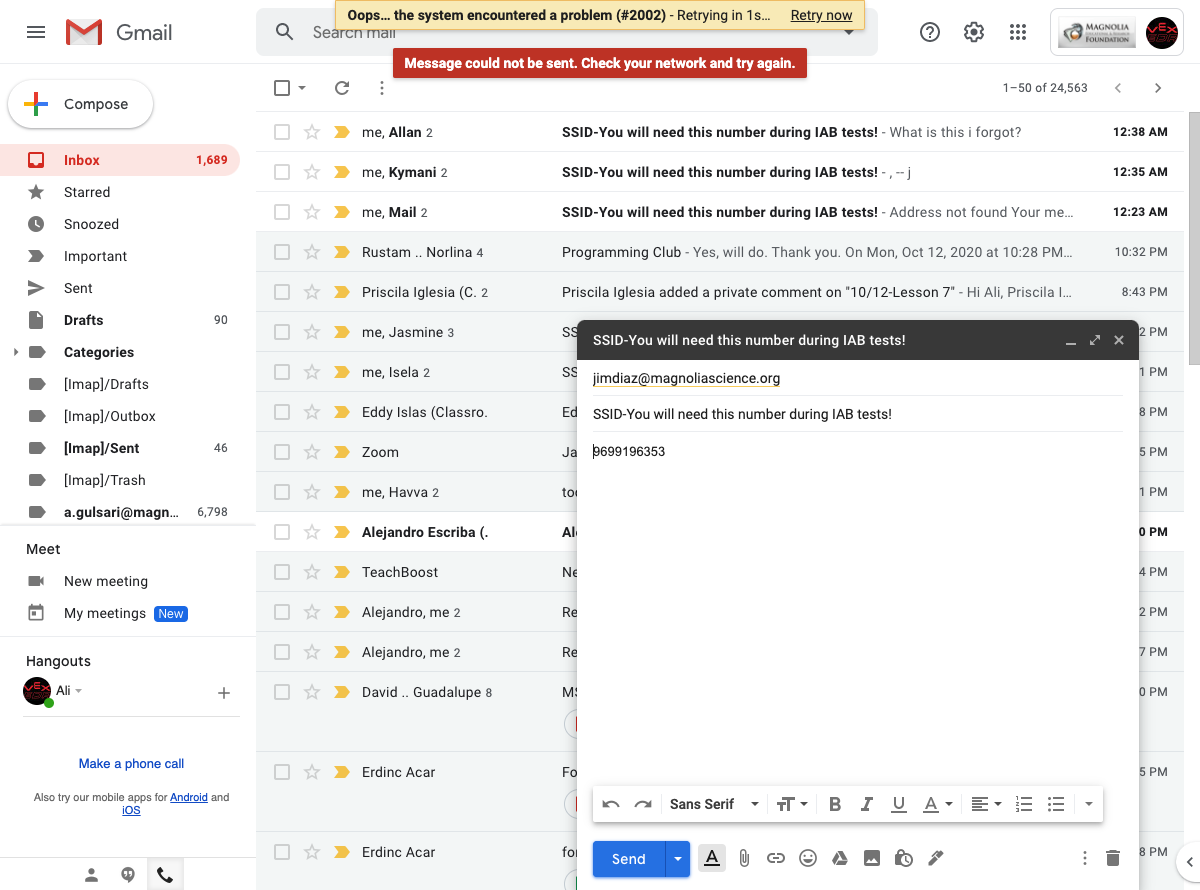 Oops… the system encountered a problem (#2002) - Retrying in 1s… Retry now
Gmail
Search mail
MAGNOLIA
FOUNDATION
Message could not be sent. Check your network and try again.
Compose
1–50 of 24,563
Inbox 1,689
Starred
Snoozed
Important
Sent
Drafts 90
Categories
[Imap]/Drafts
[Imap]/Outbox
[Imap]/Sent 46
[Imap]/Trash
a.gulsari@magn… 6,798
Meet
New meeting
My meetings New
Hangouts
Ali
Make a phone call
Also try our mobile apps for Android and
iOS
me, Allan 2 SSID-You will need this number during IAB tests! - What is this i forgot? 12:38 AM
me, Kymani 2 SSID-You will need this number during IAB tests! - , -- j 12:35 AM
me, Mail 2 SSID-You will need this number during IAB tests! - Address not found Your me… 12:23 AM
Rustam .. Norlina 4 Programming Club - Yes, will do. Thank you. On Mon, Oct 12, 2020 at 10:28 PM… 10:32 PM
Priscila Iglesia (C. 2 Priscila Iglesia added a private comment on "10/12-Lesson 7" - Hi Ali, Priscila I… 8:43 PM
me, Jasmine 3 SS 2 PM
me, Isela 2 SS 1 PM
Eddy Islas (Classro. Ed 8 PM
Zoom Ja 5 PM
me, Havva 2 too 1 PM
Alejandro Escriba (. Al 0 PM
TeachBoost Ne 4 PM
Alejandro, me 2 Re 2 PM
Alejandro, me 2 Re 7 PM
David .. Guadalupe 8 MS 0 PM
Erdinc Acar Fo 5 PM
Erdinc Acar for 8 PM
SSID-You will need this number during IAB tests!
jimdiaz@magnoliascience.org
SSID-You will need this number during IAB tests!
9699196353
Sans Serif
B I U A
Send A